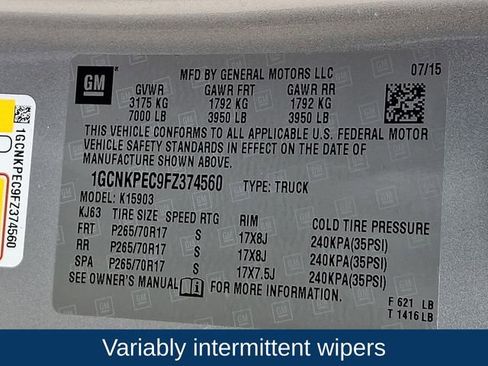 GM
MFD BY GENERAL MOTORS LLC
07/15
GVWR GAWR FRT GAWR RR
3175 KG 1792 KG 1792 KG
7000 LB 3950 LB 3950 LB
THIS VEHICLE CONFORMS TO ALL APPLICABLE U.S. FEDERAL MOTOR
VEHICLE SAFETY STANDARDS IN EFFECT ON THE DATE OF
MANUFACTURE SHOWN ABOVE.
1GCNKPEC9FZ374560 TYPE: TRUCK
MODEL: K15903
KJ63 TIRE SIZE SPEED RTG RIM COLD TIRE PRESSURE
FRT P265/70R17 S 17X8J 240KPA(35PSI)
RR P265/70R17 S 17X8J 240KPA(35PSI)
SPA P265/70R17 S 17X7.5J 240KPA(35PSI)
SEE OWNER'S MANUAL
F 621 LB
T 1416 LB
1GCNKPEC9FZ374560
Variably intermittent wipers